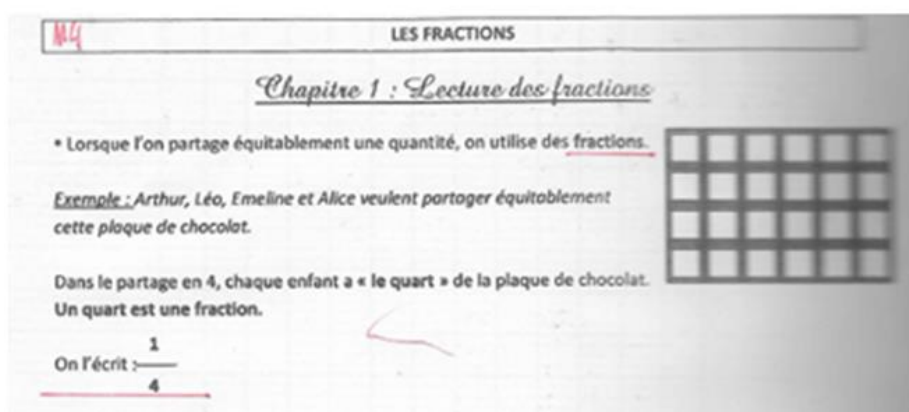 M4
LES FRACTIONS
Chapitre 1 : Lecture des fractions
• Lorsque l'on partage équitablement une quantité, on utilise des fractions.
Exemple : Arthur, Léo, Emeline et Alice veulent partager équitablement
cette plaque de chocolat.
Dans le partage en 4, chaque enfant a « le quart » de la plaque de chocolat.
Un quart est une fraction.
1
On l'écrit :
4